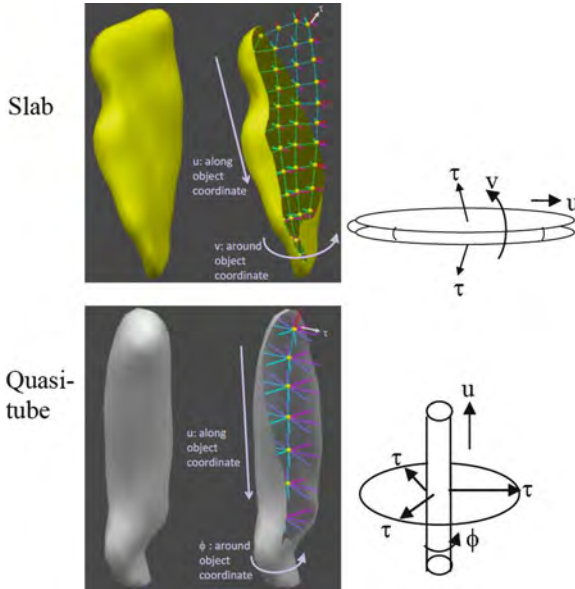 Slab
τ
u: along
object
coordinate
v: around
object
coordinate
τ
v
u
τ
Quasi-
tube
τ
u: along
object
coordinate
ϕ : around
object
coordinate
u
τ
τ
τ
ϕ